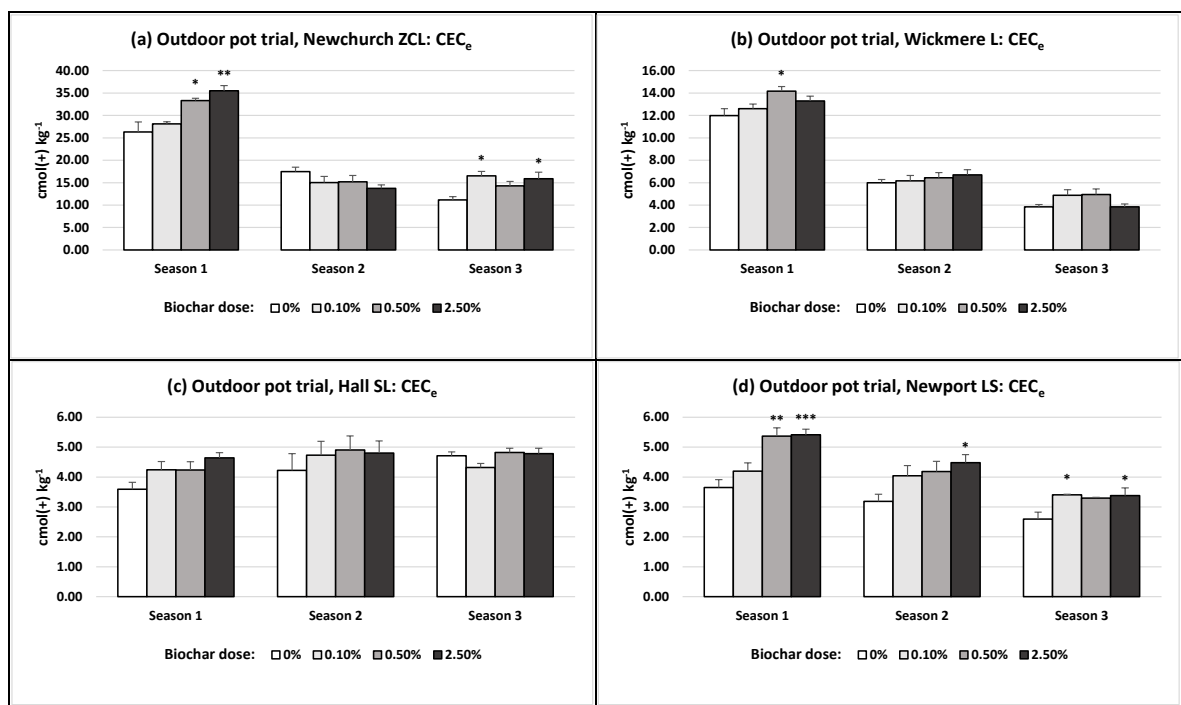 (a) Outdoor pot trial, Newchurch ZCL: CECe
cmol(+) kg-1
40.00
35.00
30.00
25.00
20.00
15.00
10.00
5.00
0.00
* ** * *
Season 1 Season 2 Season 3
Biochar dose: 0% 0.10% 0.50% 2.50%
(b) Outdoor pot trial, Wickmere L: CECe
cmol(+) kg-1
16.00
14.00
12.00
10.00
8.00
6.00
4.00
2.00
0.00
*
Season 1 Season 2 Season 3
Biochar dose: 0% 0.10% 0.50% 2.50%
(c) Outdoor pot trial, Hall SL: CECe
cmol(+) kg-1
6.00
5.00
4.00
3.00
2.00
1.00
0.00
Season 1 Season 2 Season 3
Biochar dose: 0% 0.10% 0.50% 2.50%
(d) Outdoor pot trial, Newport LS: CECe
cmol(+) kg-1
6.00
5.00
4.00
3.00
2.00
1.00
0.00
** *** * * *
Season 1 Season 2 Season 3
Biochar dose: 0% 0.10% 0.50% 2.50%